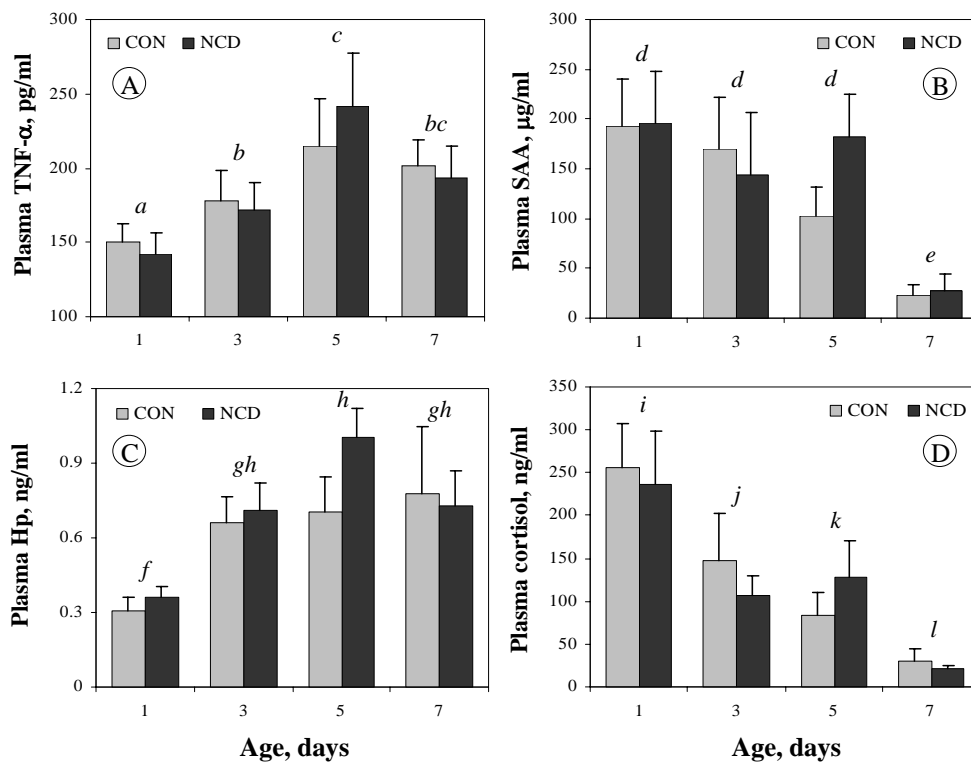 300
250
200
150
100
Plasma TNF-α, pg/ml
CON NCD
A
a
b
c
bc
1 3 5 7
300
250
200
150
100
50
0
Plasma SAA, µg/ml
CON NCD
B
d
d
d
e
1 3 5 7
1.2
0.9
0.6
0.3
0
Plasma Hp, ng/ml
CON NCD
C
f
gh
h
gh
1 3 5 7
Age, days
350
300
250
200
150
100
50
0
Plasma cortisol, ng/ml
CON NCD
D
i
j
k
l
1 3 5 7
Age, days